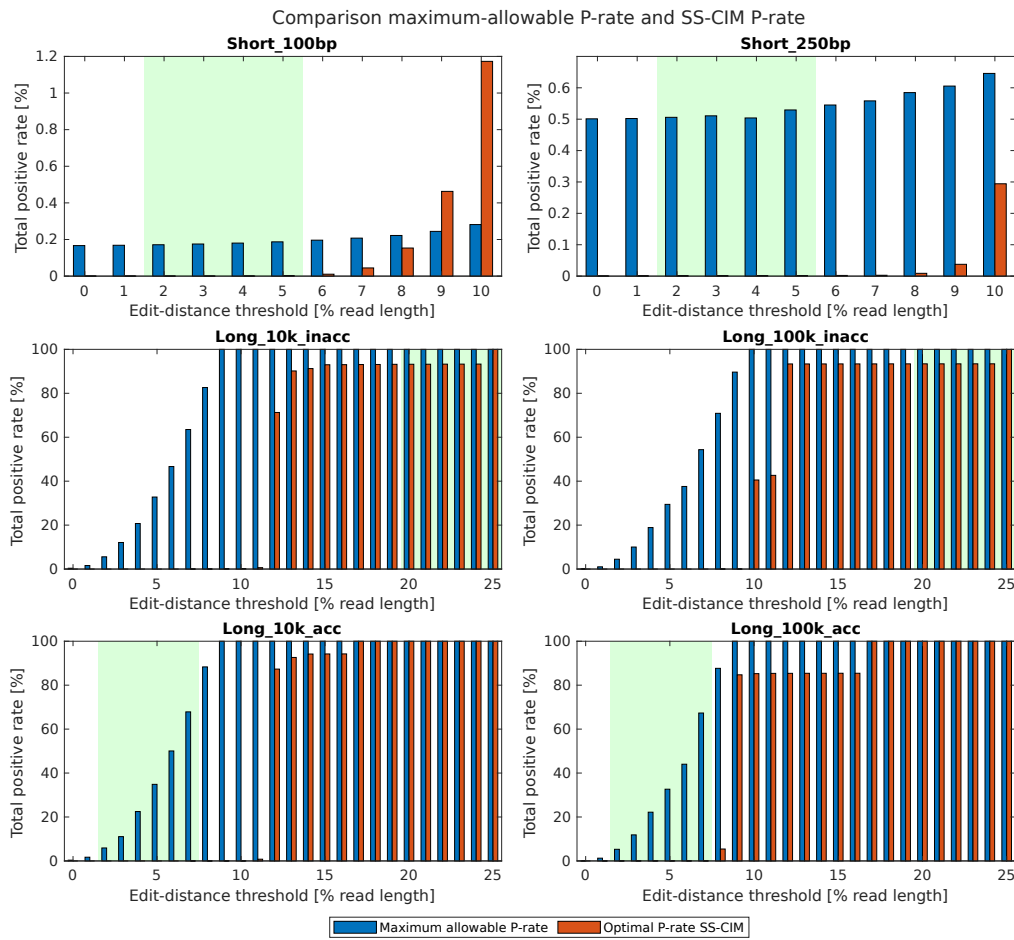 Comparison maximum-allowable P-rate and SS-CIM P-rate
Short_100bp
Total positive rate [%]
0 0.2 0.4 0.6 0.8 1 1.2
0 1 2 3 4 5 6 7 8 9 10
Edit-distance threshold [% read length]
Short_250bp
Total positive rate [%]
0 0.1 0.2 0.3 0.4 0.5 0.6
0 1 2 3 4 5 6 7 8 9 10
Edit-distance threshold [% read length]
Long_10k_inacc
Total positive rate [%]
0 20 40 60 80 100
0 5 10 15 20 25
Edit-distance threshold [% read length]
Long_100k_inacc
Total positive rate [%]
0 20 40 60 80 100
0 5 10 15 20 25
Edit-distance threshold [% read length]
Long_10k_acc
Total positive rate [%]
0 20 40 60 80 100
0 5 10 15 20 25
Edit-distance threshold [% read length]
Long_100k_acc
Total positive rate [%]
0 20 40 60 80 100
0 5 10 15 20 25
Edit-distance threshold [% read length]
Maximum allowable P-rate
Optimal P-rate SS-CIM